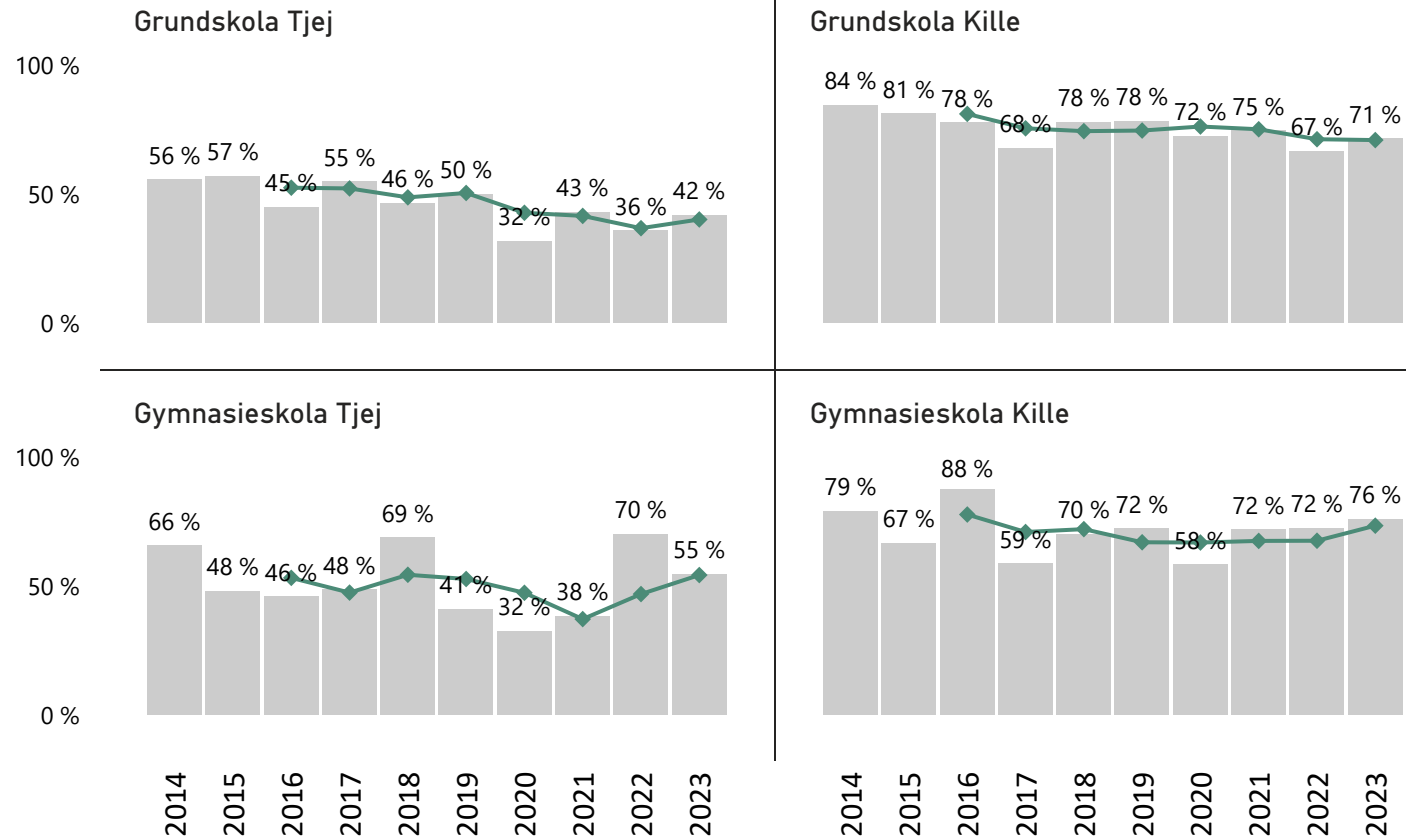 Grundskola Tjej
Grundskola Kille
100 %
50 %
0 %
56 % 57 % 45 % 55 % 46 % 50 % 32 % 43 % 36 % 42 %
84 % 81 % 78 % 68 % 78 % 78 % 72 % 75 % 67 % 71 %
Gymnasieskola Tjej
Gymnasieskola Kille
100 %
50 %
0 %
66 % 48 % 46 % 48 % 69 % 41 % 32 % 38 % 70 % 55 %
79 % 67 % 88 % 59 % 70 % 72 % 58 % 72 % 72 % 76 %
2014 2015 2016 2017 2018 2019 2020 2021 2022 2023
2014 2015 2016 2017 2018 2019 2020 2021 2022 2023